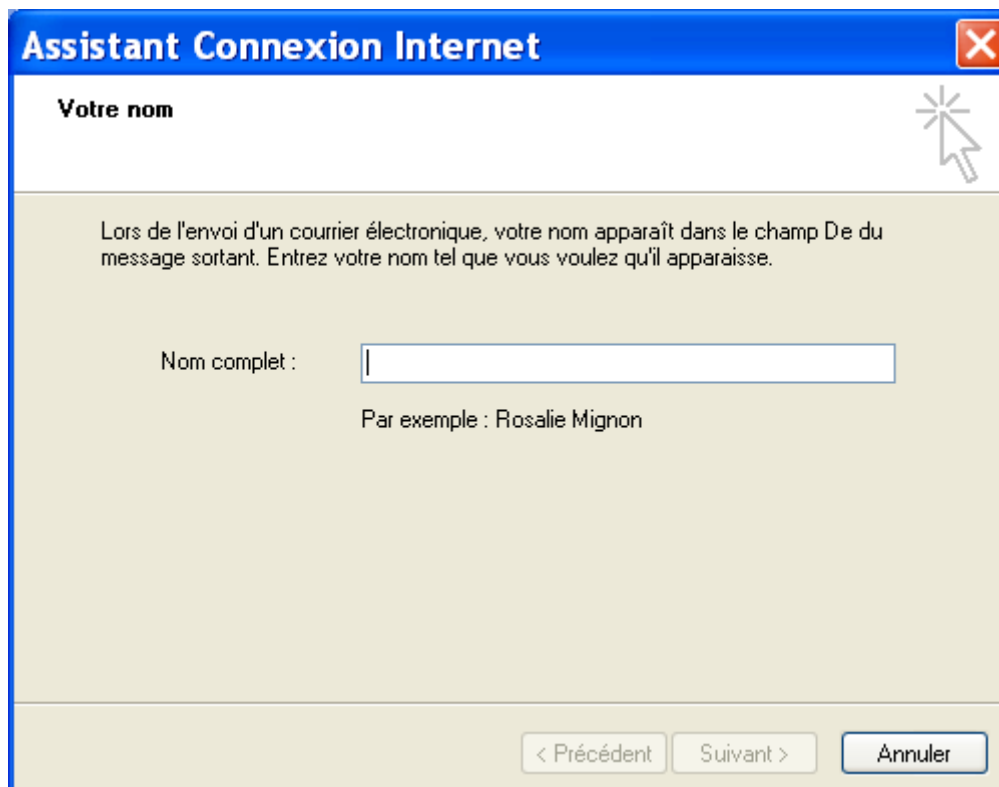 Assistant Connexion Internet
Votre nom
Lors de l'envoi d'un courrier électronique, votre nom apparaît dans le champ De du
message sortant. Entrez votre nom tel que vous voulez qu'il apparaisse.
Nom complet :
Par exemple : Rosalie Mignon
< Précédent Suivant > Annuler